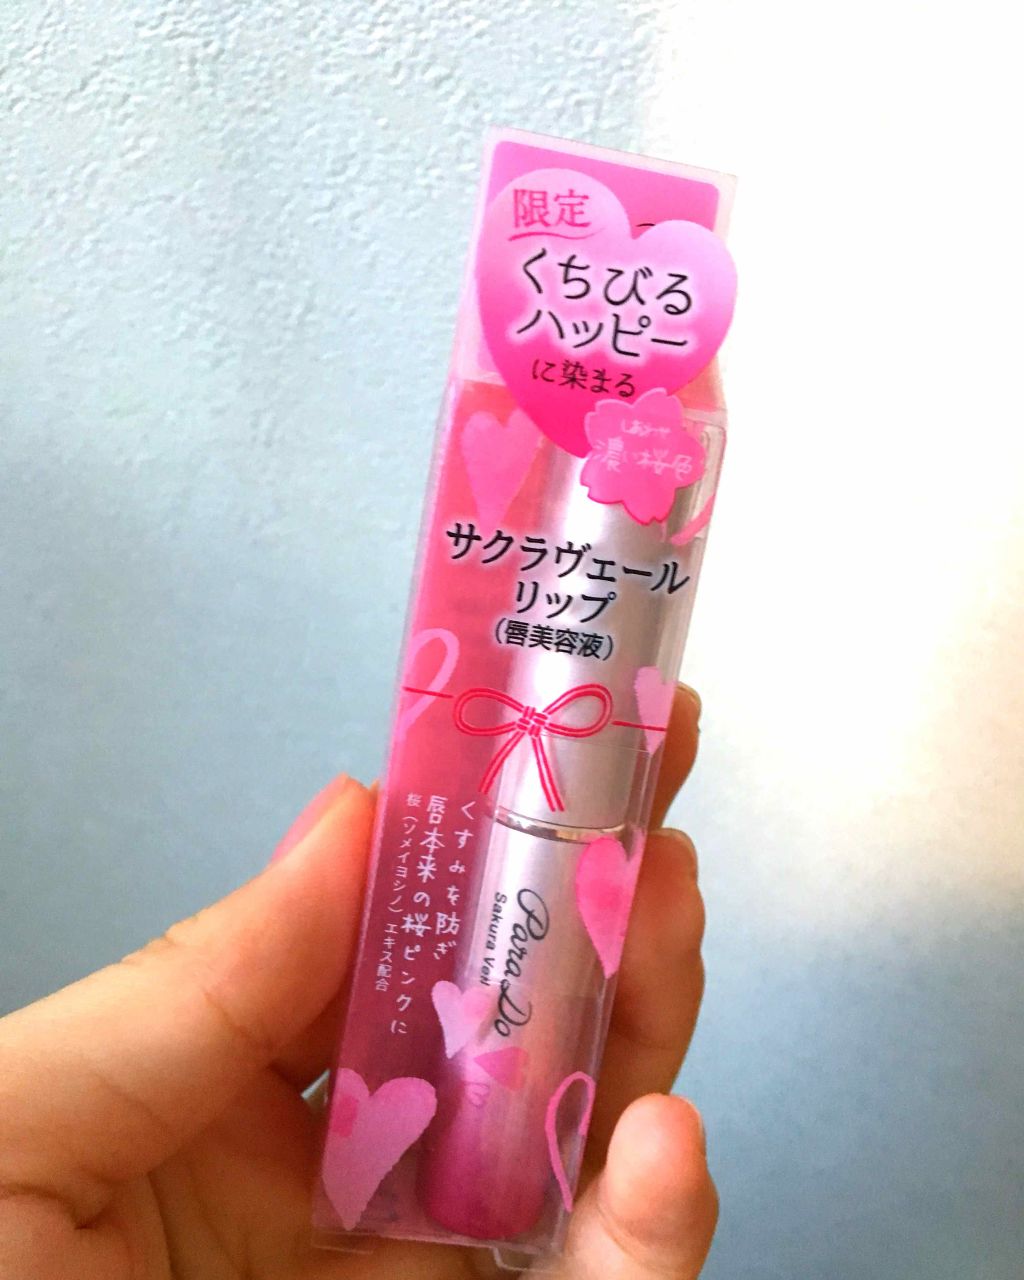 限定
くちびる
ハッピー
に染まる
しあわせ
濃い桜色
サクラヴェール
リップ
(唇美容液)
くすみを防ぎ
唇本来の桜ピンクに
桜(ソメイヨシノ)エキス配合
ParaDo
Sakura Veil